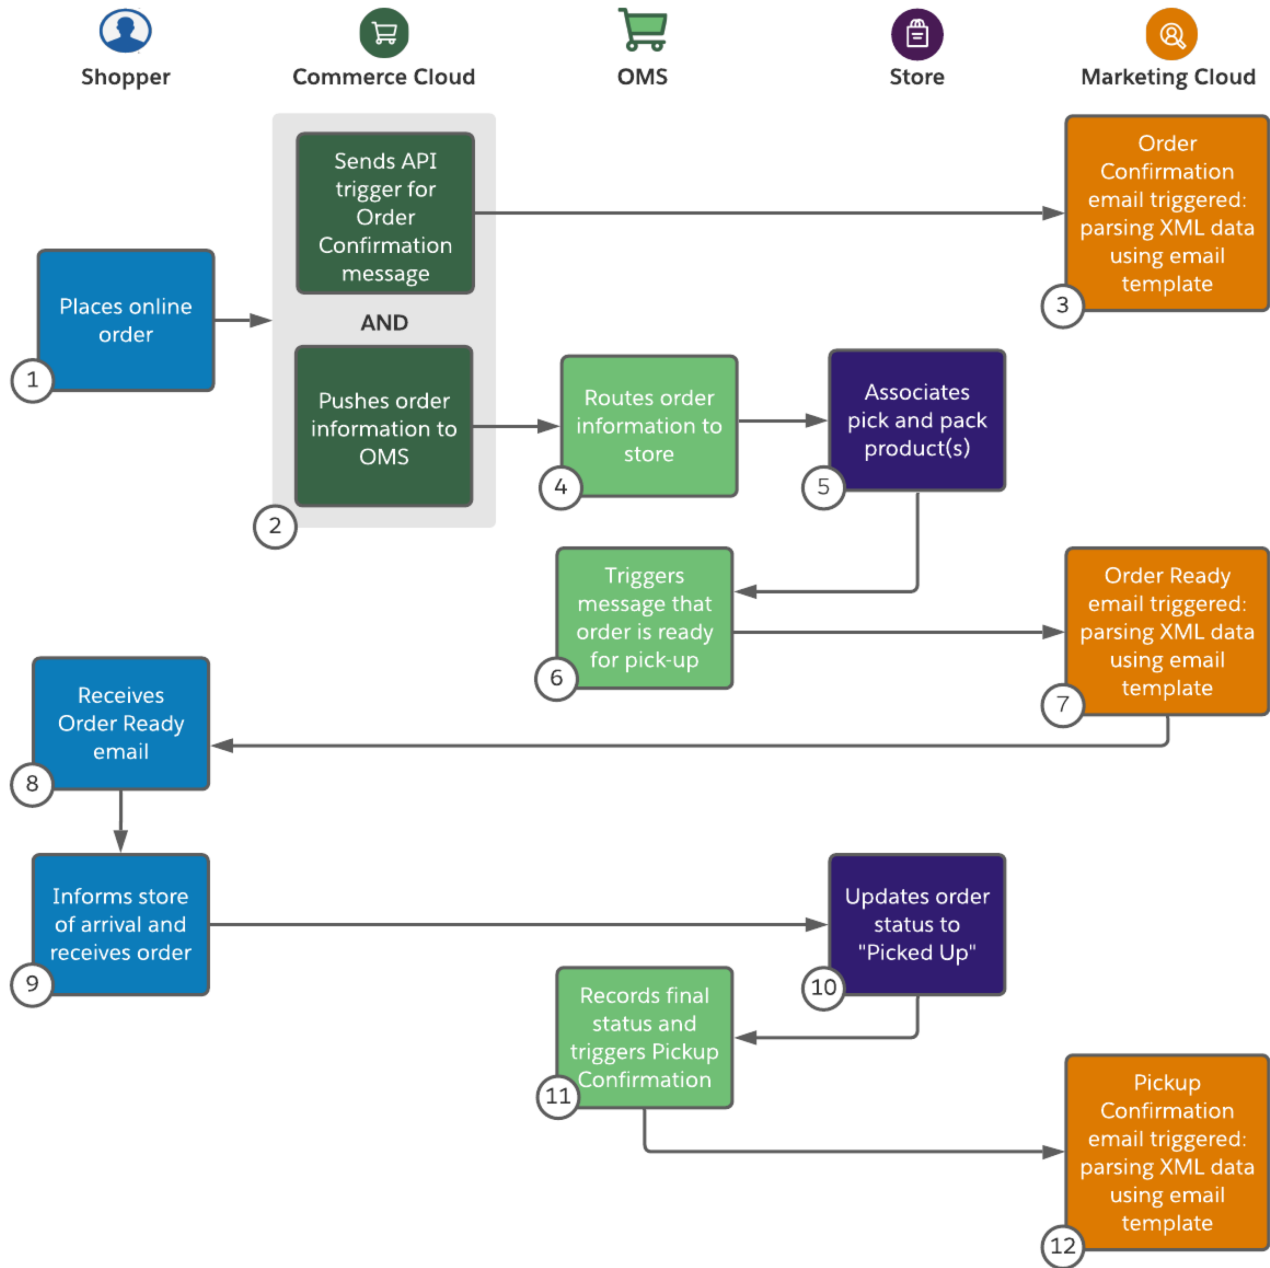 Shopper
Commerce Cloud
OMS
Store
Marketing Cloud
Places online
order
1
Sends API
trigger for
Order
Confirmation
message
AND
Pushes order
information to
OMS
2
Order
Confirmation
email triggered:
parsing XML data
using email
template
3
Routes order
information to
store
4
Associates
pick and pack
product(s)
5
Triggers
message that
order is ready
for pick-up
6
Order Ready
email triggered:
parsing XML data
using email
template
7
Receives
Order Ready
email
8
Informs store
of arrival and
receives order
9
Updates order
status to
"Picked Up"
10
Records final
status and
triggers Pickup
Confirmation
11
Pickup
Confirmation
email triggered:
parsing XML data
using email
template
12